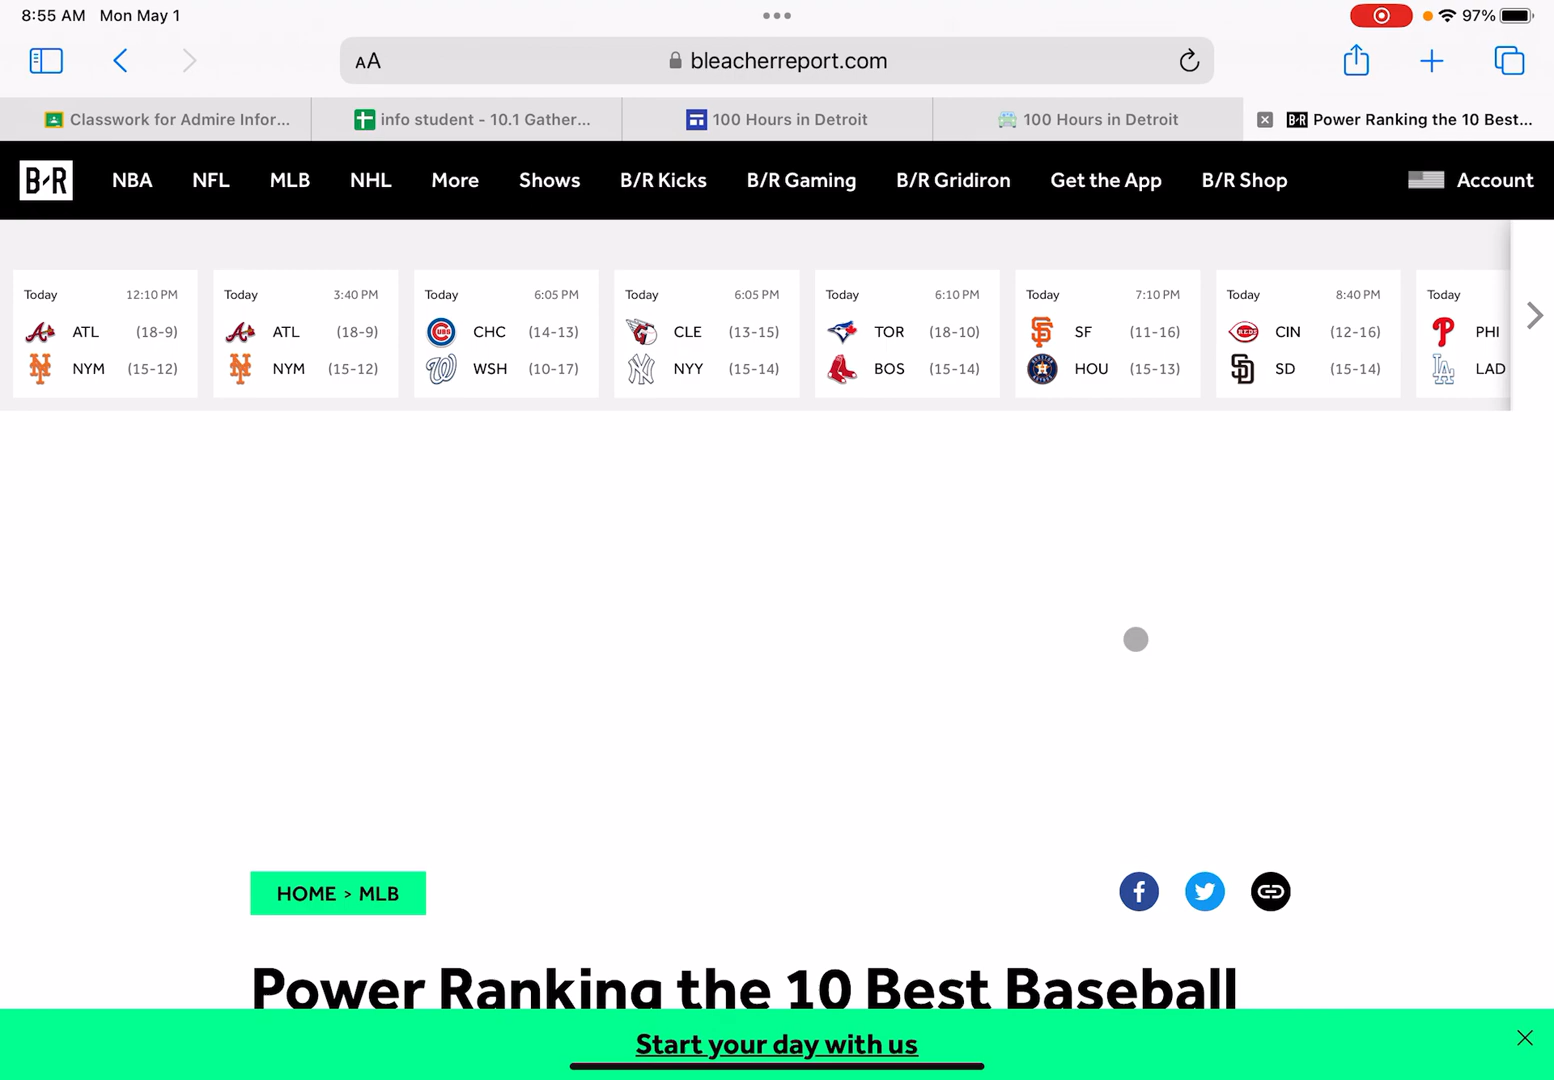 8:55 AM Mon May 1
97%
AA
bleacherreport.com
Classwork for Admire Infor...
info student - 10.1 Gather...
100 Hours in Detroit
100 Hours in Detroit
B/R Power Ranking the 10 Best...
B/R NBA NFL MLB NHL More Shows B/R Kicks B/R Gaming B/R Gridiron Get the App B/R Shop Account
Today 12:10 PM
ATL (18-9)
NYM (15-12)
Today 3:40 PM
ATL (18-9)
NYM (15-12)
Today 6:05 PM
CHC (14-13)
WSH (10-17)
Today 6:05 PM
CLE (13-15)
NYY (15-14)
Today 6:10 PM
TOR (18-10)
BOS (15-14)
Today 7:10 PM
SF (11-16)
HOU (15-13)
Today 8:40 PM
CIN (12-16)
SD (15-14)
Today
PHI
LAD
HOME > MLB
Power Ranking the 10 Best Baseball
Start your day with us